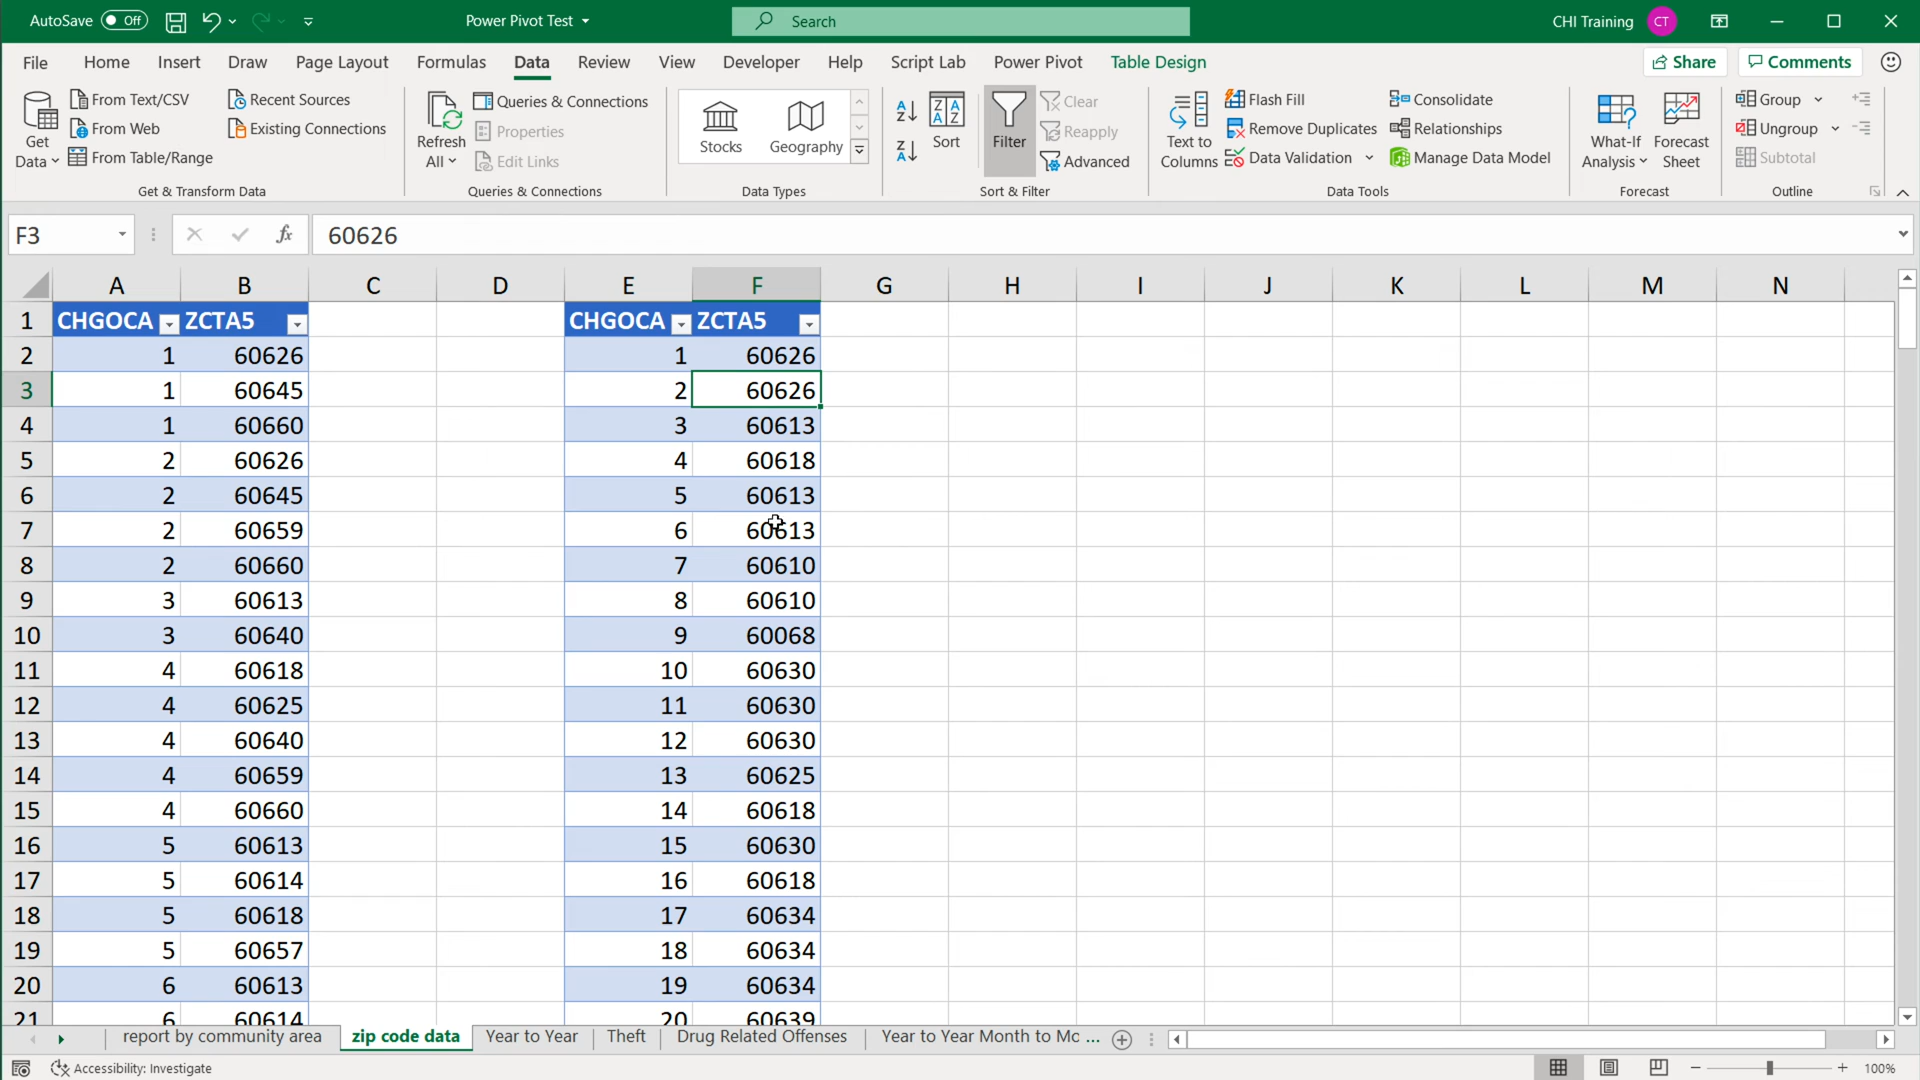 AutoSave Off Power Pivot Test Search CHI Training CT
File Home Insert Draw Page Layout Formulas Data Review View Developer Help Script Lab Power Pivot Table Design Share Comments
Get Data
From Text/CSV
From Web
From Table/Range
Recent Sources
Existing Connections
Get & Transform Data
Refresh All
Queries & Connections
Properties
Edit Links
Queries & Connections
Stocks
Geography
Data Types
Sort
Filter
Clear
Reapply
Advanced
Sort & Filter
Text to Columns
Flash Fill
Remove Duplicates
Data Validation
Consolidate
Relationships
Manage Data Model
Data Tools
What-If Analysis
Forecast Sheet
Forecast
Group
Ungroup
Subtotal
Outline
F3 fx 60626
A B C D E F G H I J K L M N
1 CHGOCA ZCTA5 CHGOCA ZCTA5
2 1 60626 1 60626
3 1 60645 2 60626
4 1 60660 3 60613
5 2 60626 4 60618
6 2 60645 5 60613
7 2 60659 6 60613
8 2 60660 7 60610
9 3 60613 8 60610
10 3 60640 9 60068
11 4 60618 10 60630
12 4 60625 11 60630
13 4 60640 12 60630
14 4 60659 13 60625
15 4 60660 14 60618
16 5 60613 15 60630
17 5 60614 16 60618
18 5 60618 17 60634
19 5 60657 18 60634
20 6 60613 19 60634
21 6 60614 20 60639
report by community area zip code data Year to Year Theft Drug Related Offenses Year to Year Month to Mc ...
Accessibility: Investigate 100%